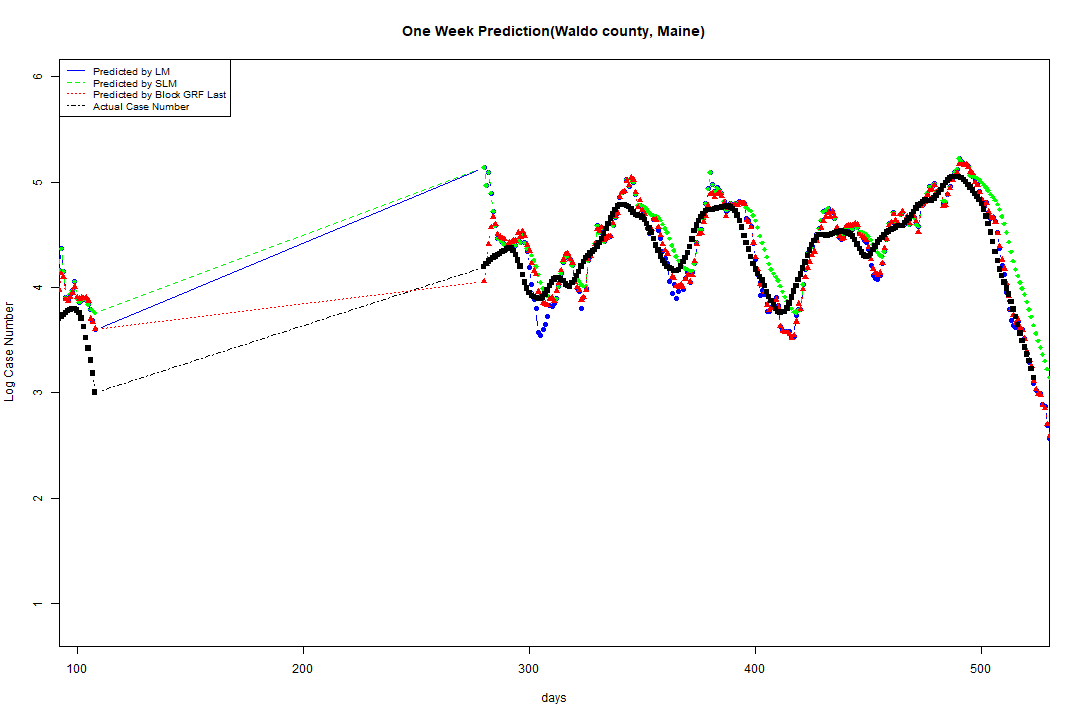 One Week Prediction(Waldo county, Maine)
Predicted by LM
Predicted by SLM
Predicted by Block GRF Last
Actual Case Number
Log Case Number
6
5
4
3
2
1
100 200 300 400 500
days